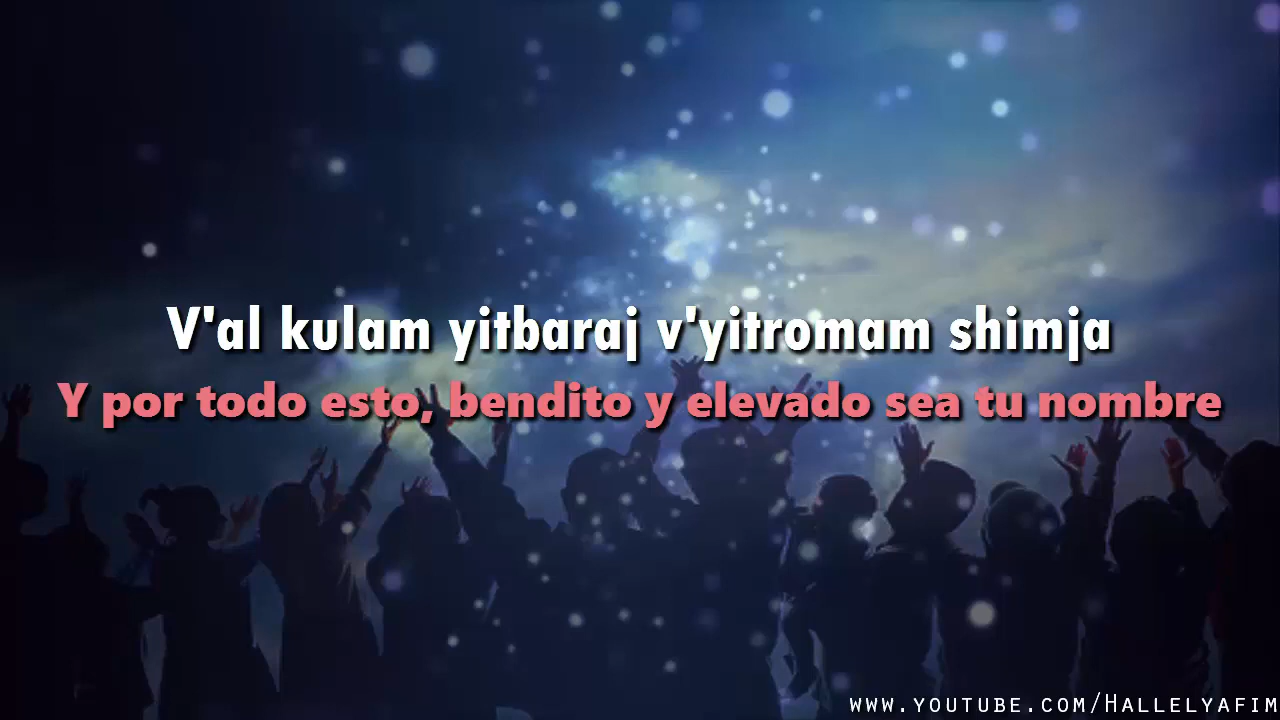 V'al kulam yitbaraj v'yitromam shimja
Y por todo esto, bendito y elevado sea tu nombre
www.youtube.com/Hallelyafim